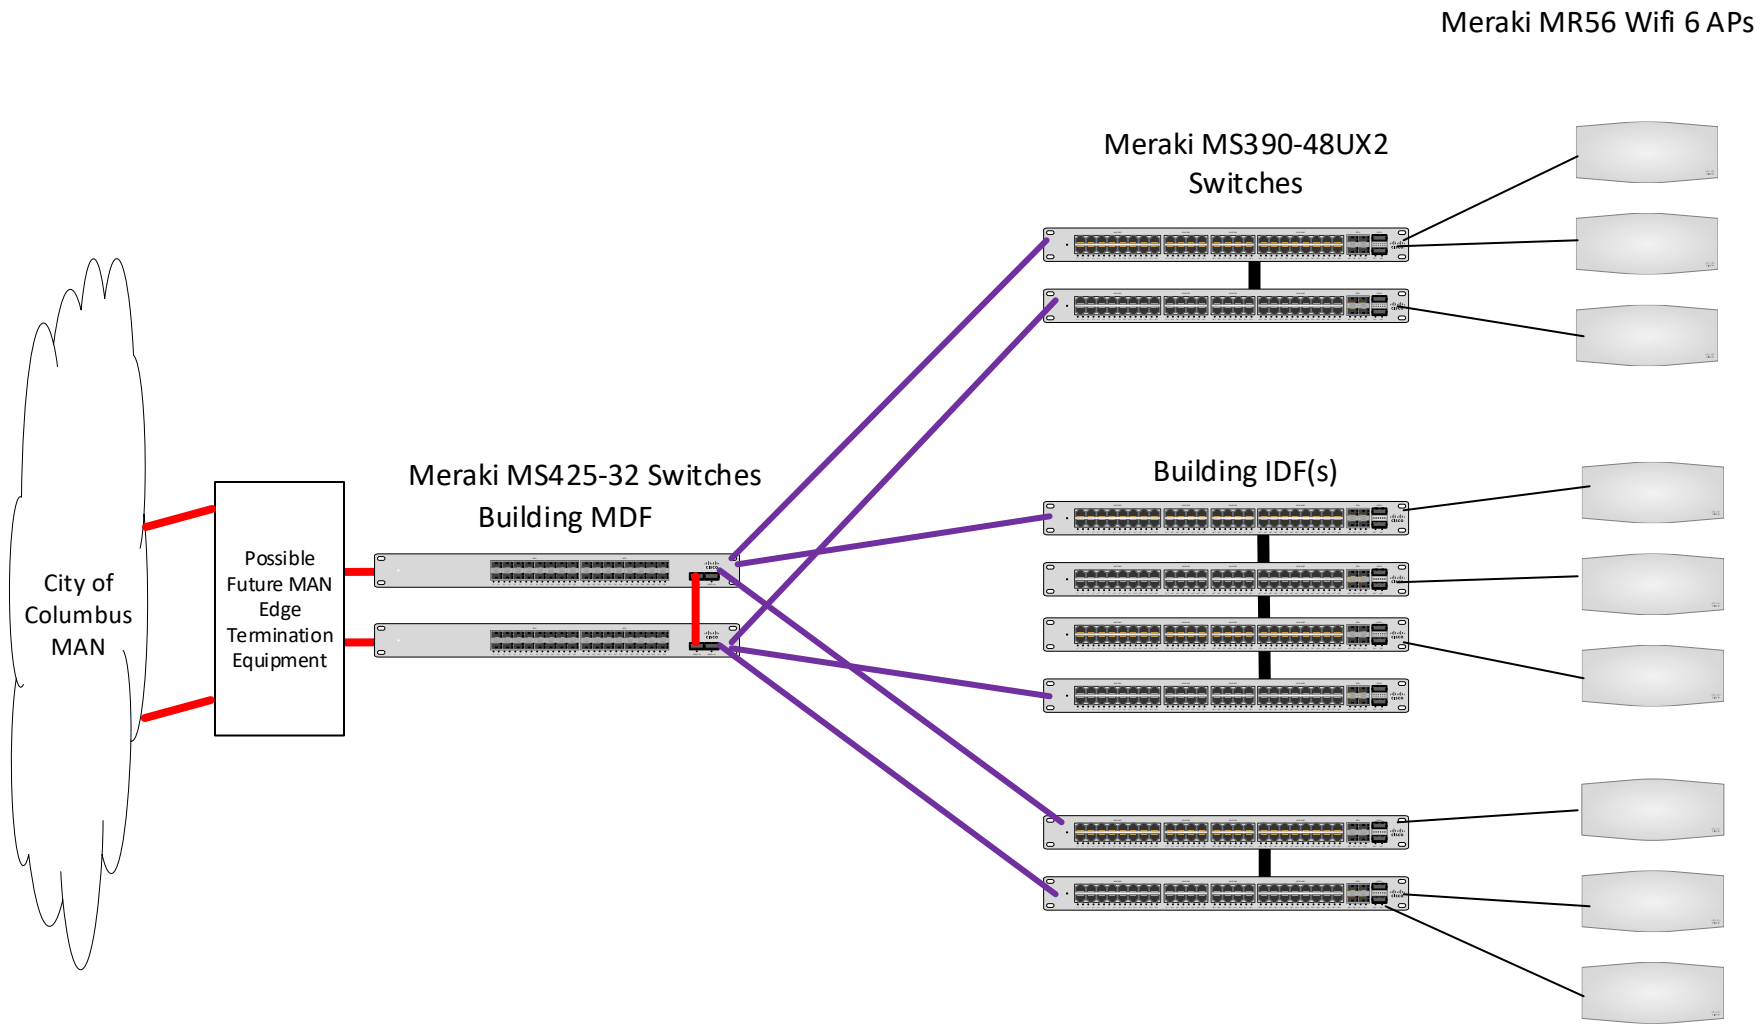 Meraki MR56 Wifi 6 APs
Meraki MS390-48UX2
Switches
Meraki MS425-32 Switches
Building MDF
Building IDF(s)
City of
Columbus
MAN
Possible
Future MAN
Edge
Termination
Equipment